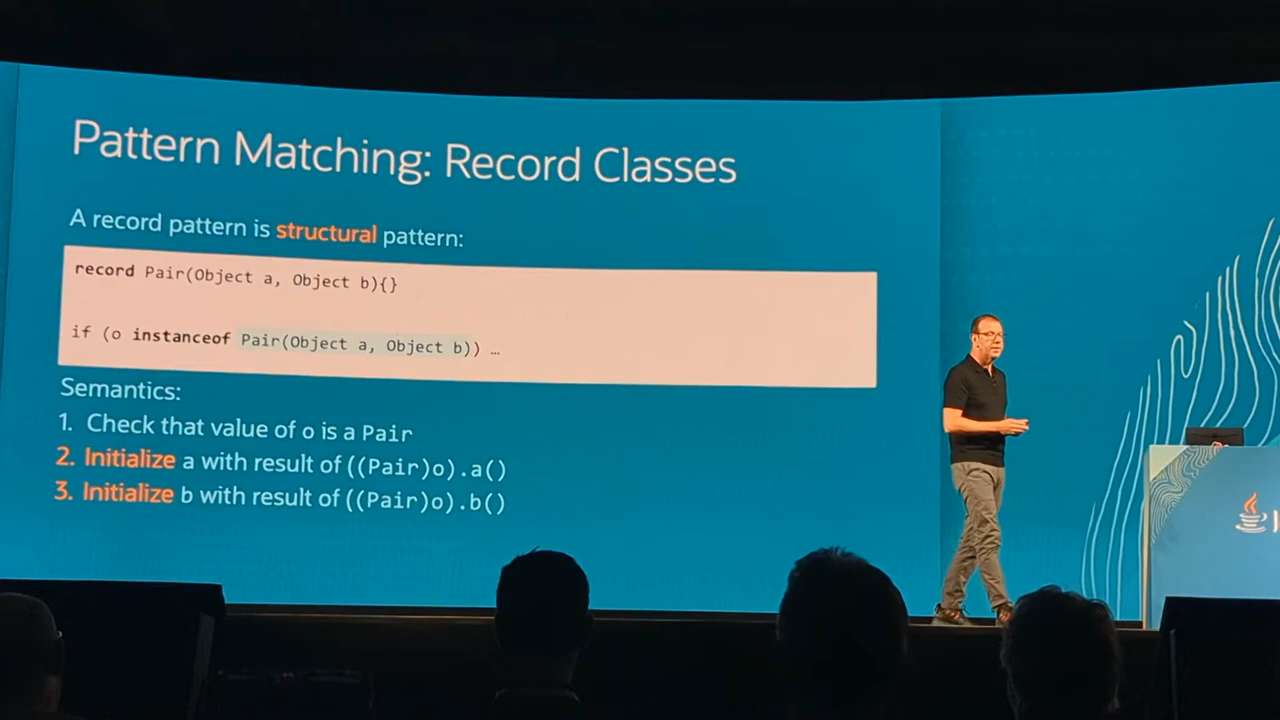 Pattern Matching: Record Classes
A record pattern is structural pattern:
record Pair(Object a, Object b){}
if (o instanceof Pair(Object a, Object b)) …
Semantics:
1. Check that value of o is a Pair
2. Initialize a with result of ((Pair)o).a()
3. Initialize b with result of ((Pair)o).b()